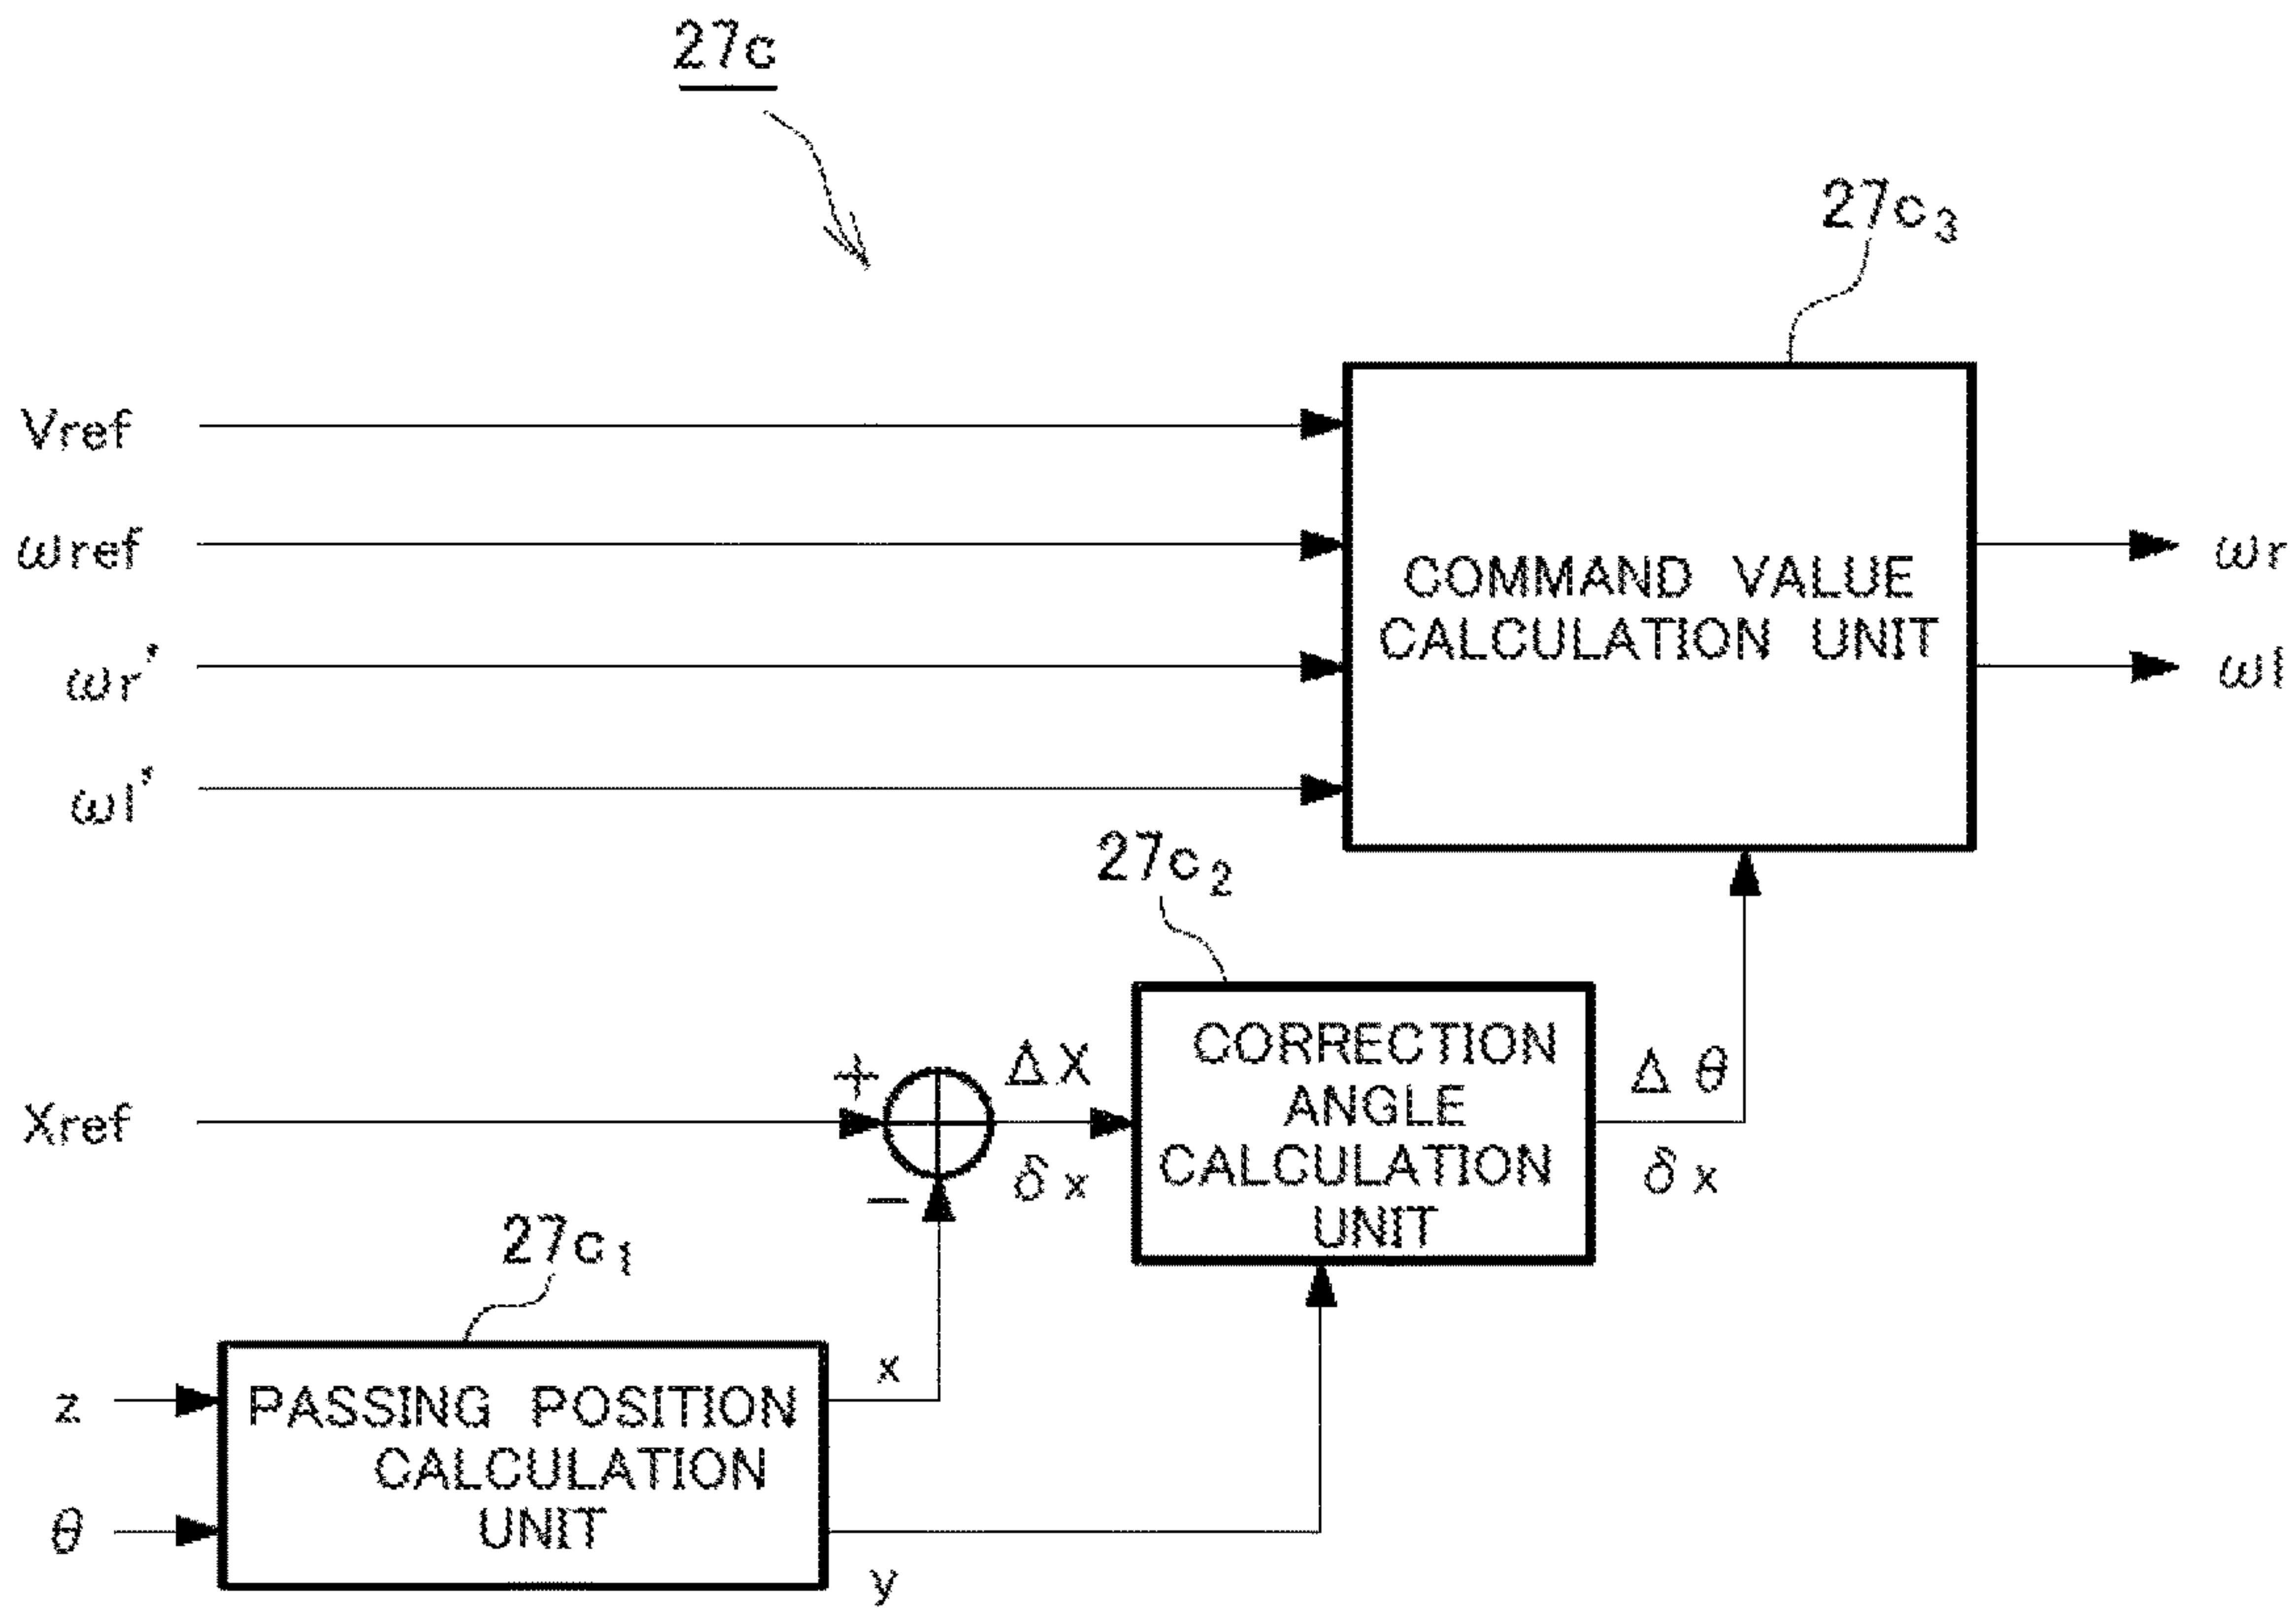 27c
27c3
Vref
ωref
ωr'
ωl'
COMMAND VALUE
CALCULATION UNIT
ωr
ωl
27c2
Xref
+
−
ΔX
δx
CORRECTION
ANGLE
CALCULATION
UNIT
Δθ
δx
27c1
z
θ
PASSING POSITION
CALCULATION
UNIT
x
y